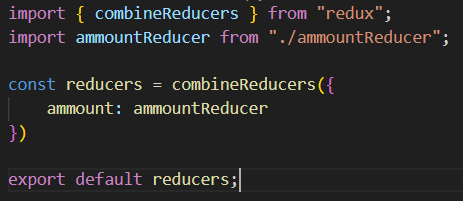 import { combineReducers } from "redux";
import ammountReducer from "./ammountReducer";
const reducers = combineReducers({
ammount: ammountReducer
})
export default reducers;